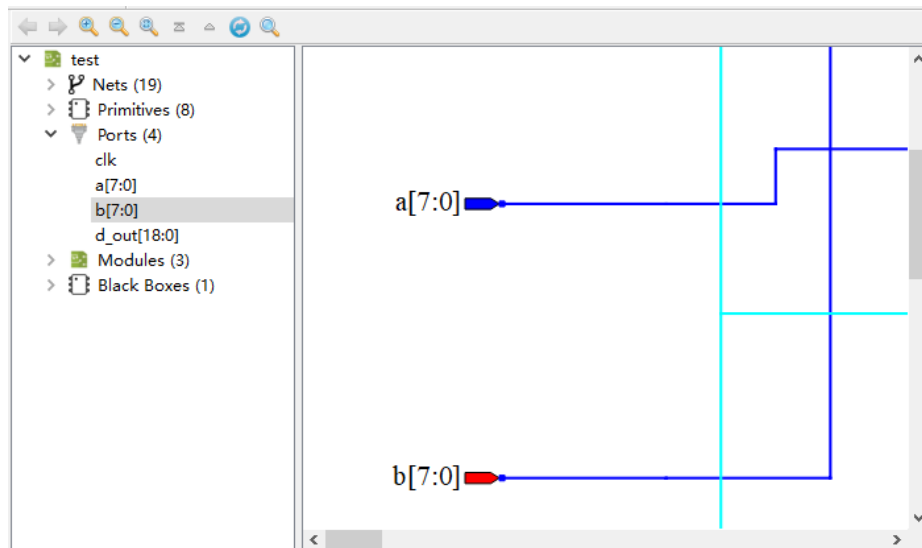 test
Nets (19)
Primitives (8)
Ports (4)
clk
a[7:0]
b[7:0]
d_out[18:0]
Modules (3)
Black Boxes (1)
a[7:0]
b[7:0]